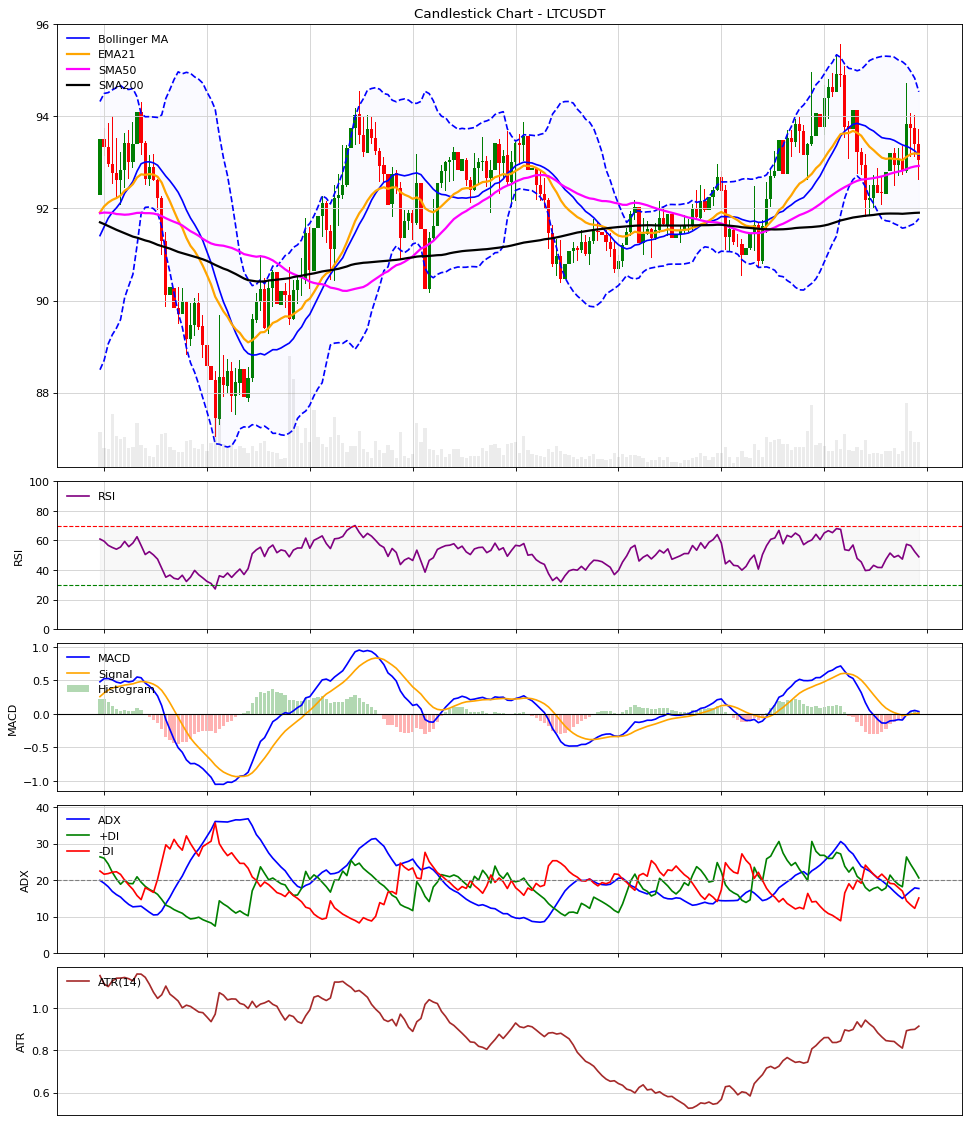 Candlestick Chart - LTCUSDT
96
94
92
90
88
Bollinger MA
EMA21
SMA50
SMA200
100
80
60
40
20
0
RSI
RSI
1.0
0.5
0.0
−0.5
−1.0
MACD
MACD
Signal
Histogram
40
30
20
10
0
ADX
ADX
+DI
-DI
1.0
0.8
0.6
ATR
ATR(14)